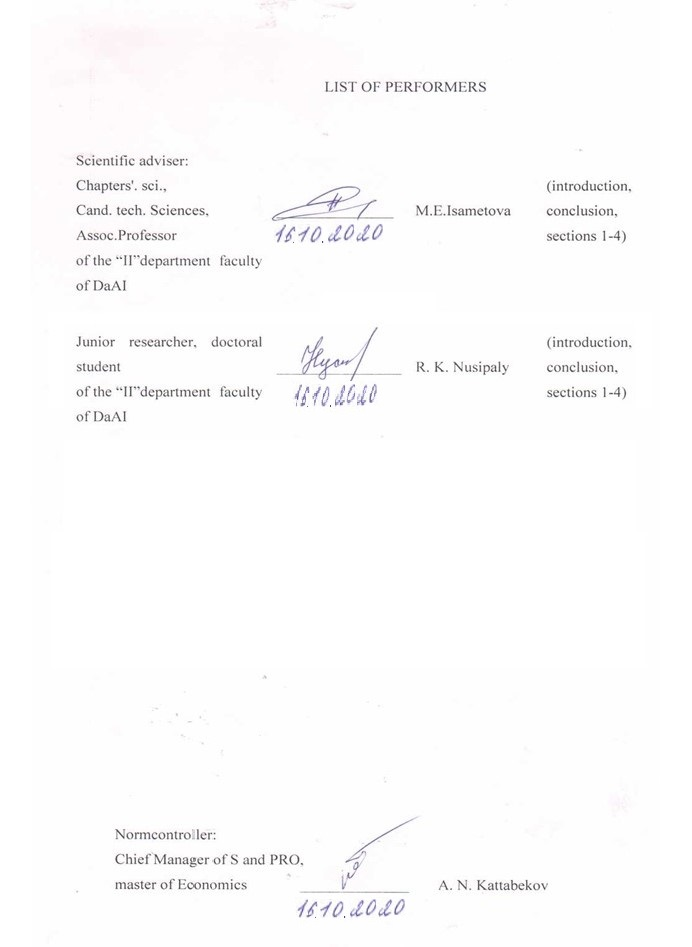 LIST OF PERFORMERS
Scientific adviser:
Chapters'. sci.,
Cand. tech. Sciences,
Assoc.Professor
of the “II”department faculty
of DaAI
16.10.2020
M.E.Isametova
(introduction,
conclusion,
sections 1-4)
Junior researcher, doctoral
student
of the “II”department faculty
of DaAI
16.10.2020
R. K. Nusipaly
(introduction,
conclusion,
sections 1-4)
Normcontroller:
Chief Manager of S and PRO,
master of Economics
16.10.2020
A. N. Kattabekov